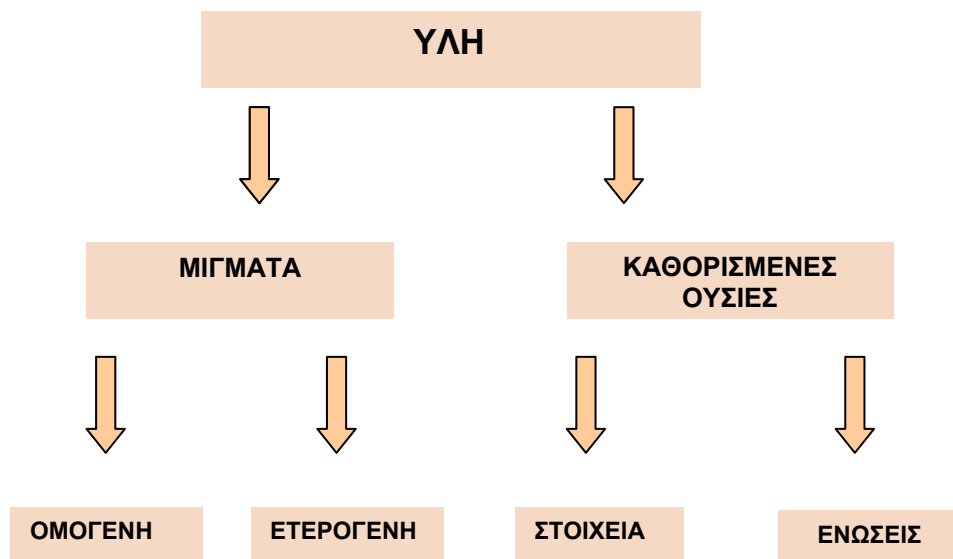 ΥΛΗ
ΜΙΓΜΑΤΑ
ΚΑΘΟΡΙΣΜΕΝΕΣ
ΟΥΣΙΕΣ
ΟΜΟΓΕΝΗ
ΕΤΕΡΟΓΕΝΗ
ΣΤΟΙΧΕΙΑ
ΕΝΩΣΕΙΣ